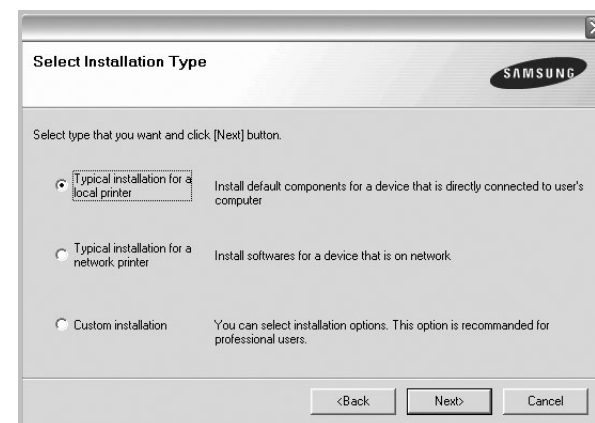 Select Installation Type
SAMSUNG
Select type that you want and click [Next] button.
Typical installation for a
local printer
Install default components for a device that is directly connected to user's
computer
Typical installation for a
network printer
Install softwares for a device that is on network
Custom installation
You can select installation options. This option is recommanded for
professional users.
<Back
Next>
Cancel